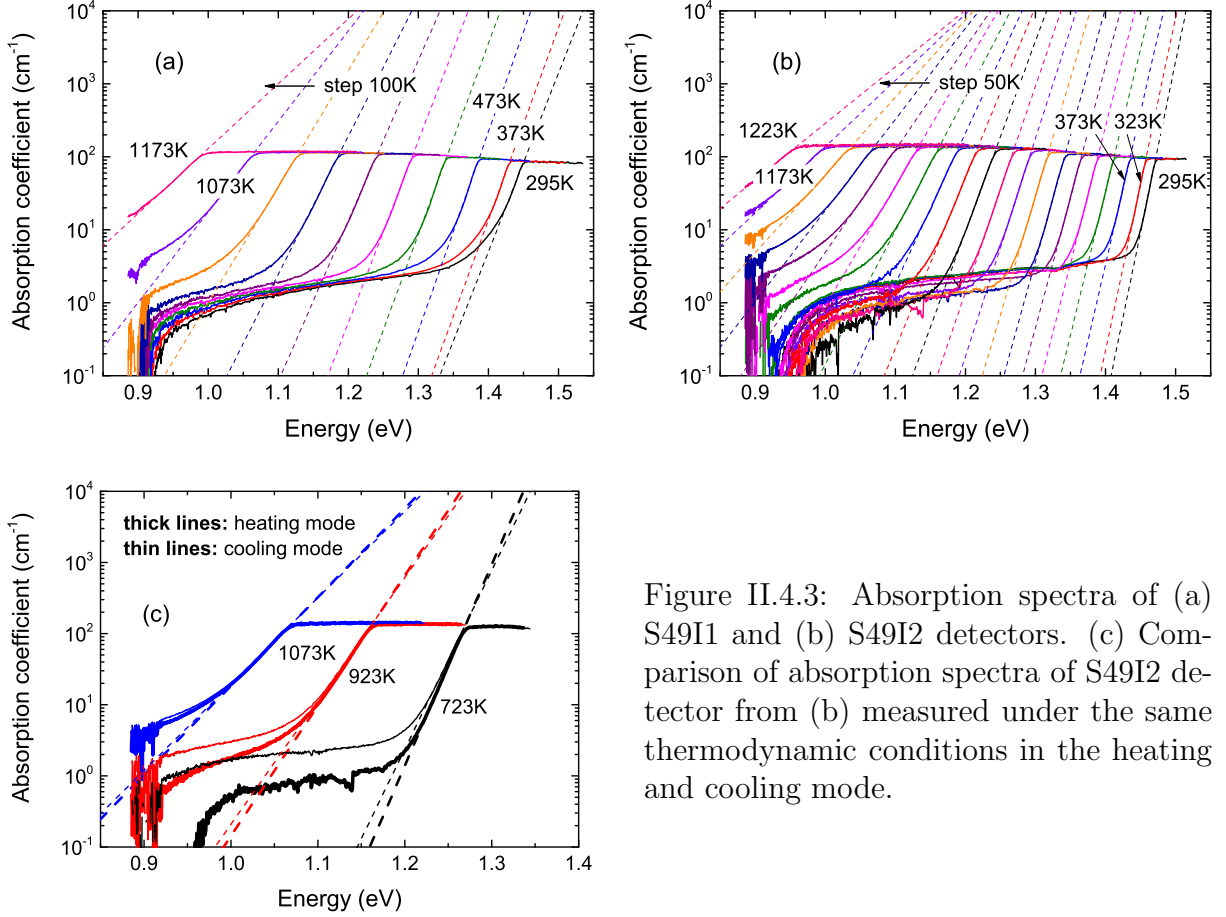 (a)
step 100K
473K
373K
1173K
1073K
295K
10⁴
10³
10²
10¹
10⁰
10⁻¹
0.9 1.0 1.1 1.2 1.3 1.4 1.5
Absorption coefficient (cm⁻¹)
Energy (eV)
(b)
step 50K
373K 323K
1223K
1173K
295K
10⁴
10³
10²
10¹
10⁰
10⁻¹
0.9 1.0 1.1 1.2 1.3 1.4 1.5
Absorption coefficient (cm⁻¹)
Energy (eV)
thick lines: heating mode
thin lines: cooling mode
(c)
1073K
923K
723K
10⁴
10³
10²
10¹
10⁰
10⁻¹
0.9 1.0 1.1 1.2 1.3 1.4
Absorption coefficient (cm⁻¹)
Energy (eV)
Figure II.4.3: Absorption spectra of (a)
S49I1 and (b) S49I2 detectors. (c) Com-
parison of absorption spectra of S49I2 de-
tector from (b) measured under the same
thermodynamic conditions in the heating
and cooling mode.